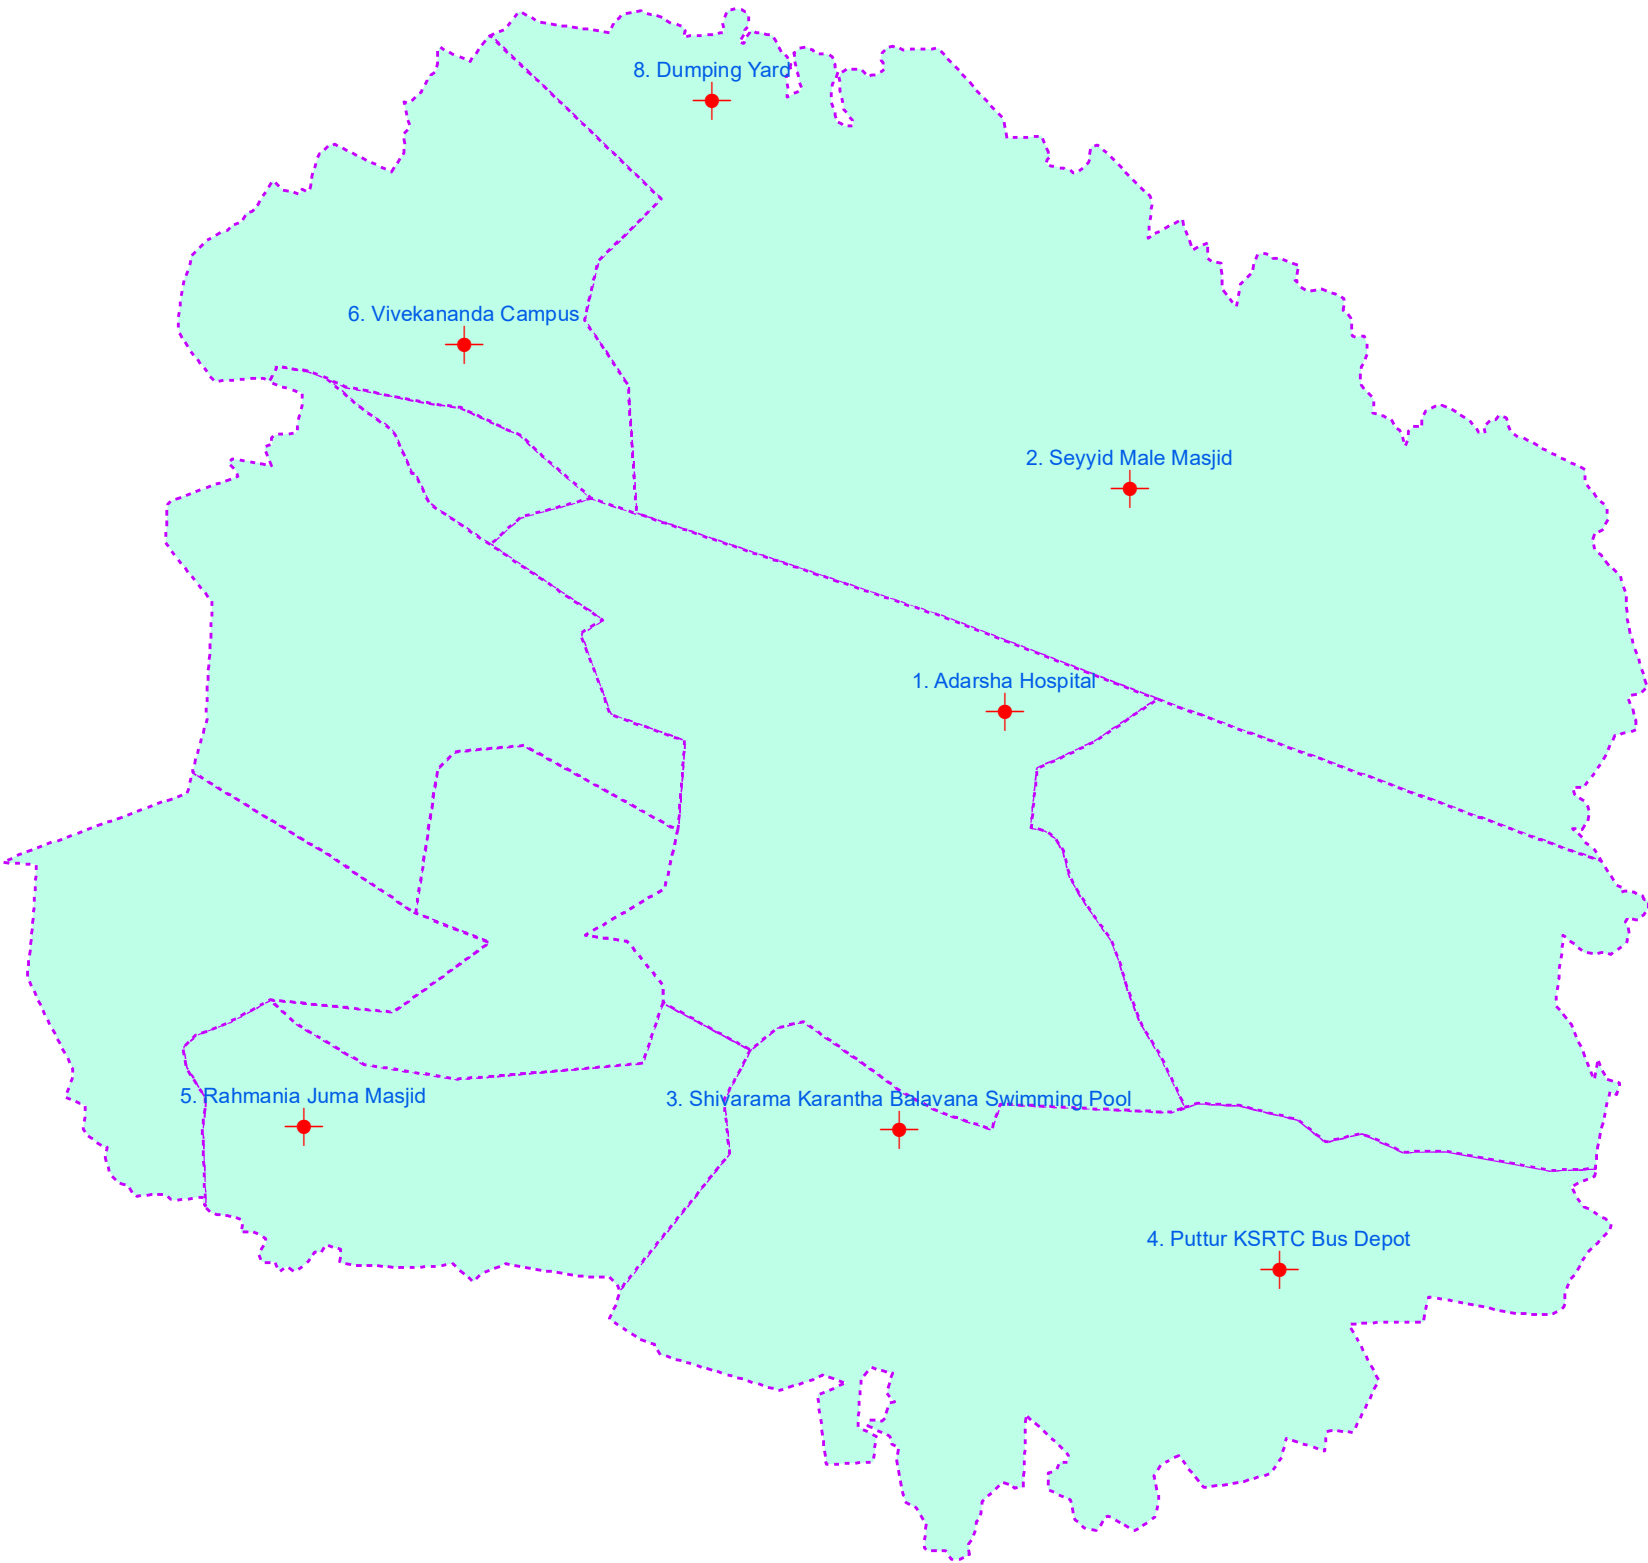 8. Dumping Yard
6. Vivekananda Campus
2. Seyyid Male Masjid
1. Adarsha Hospital
5. Rahmania Juma Masjid
3. Shivarama Karantha Balavana Swimming Pool
4. Puttur KSRTC Bus Depot